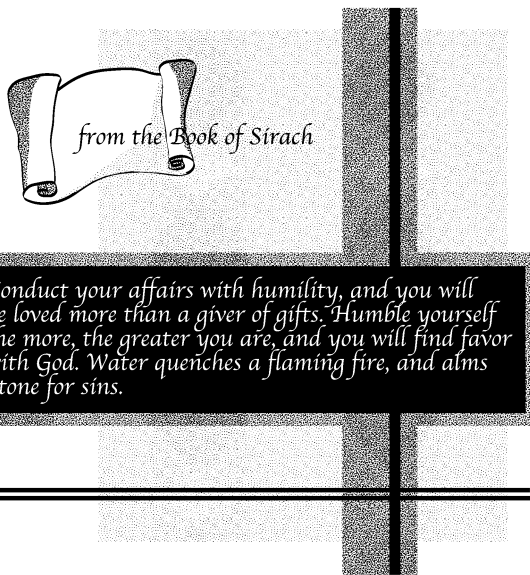 from the Book of Sirach
onduct your affairs with humility, and you will
e loved more than a giver of gifts. Humble yourself
he more, the greater you are, and you will find favor
ith God. Water quenches a flaming fire, and alms
tone for sins.